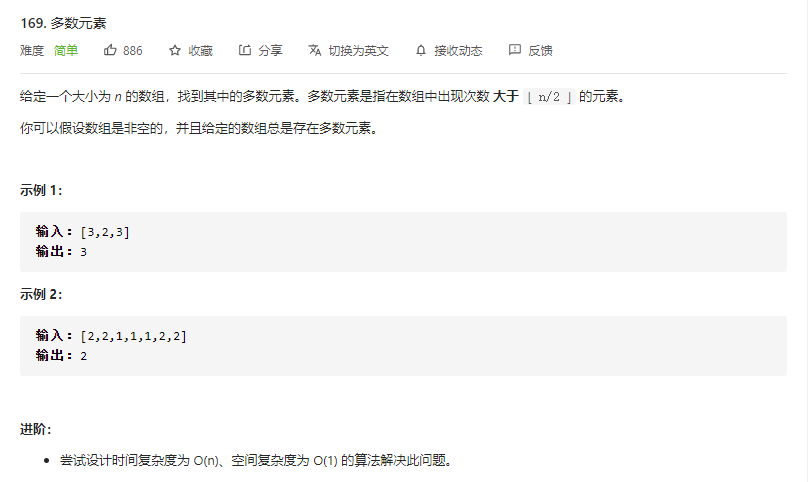 169. 多数元素
难度 简单 886 收藏 分享 切换为英文 接收动态 反馈
给定一个大小为 n 的数组，找到其中的多数元素。多数元素是指在数组中出现次数 大于 ⌊ n/2 ⌋ 的元素。
你可以假设数组是非空的，并且给定的数组总是存在多数元素。
示例 1：
输入：[3,2,3]
输出：3
示例 2：
输入：[2,2,1,1,1,2,2]
输出：2
进阶：
• 尝试设计时间复杂度为 O(n)、空间复杂度为 O(1) 的算法解决此问题。